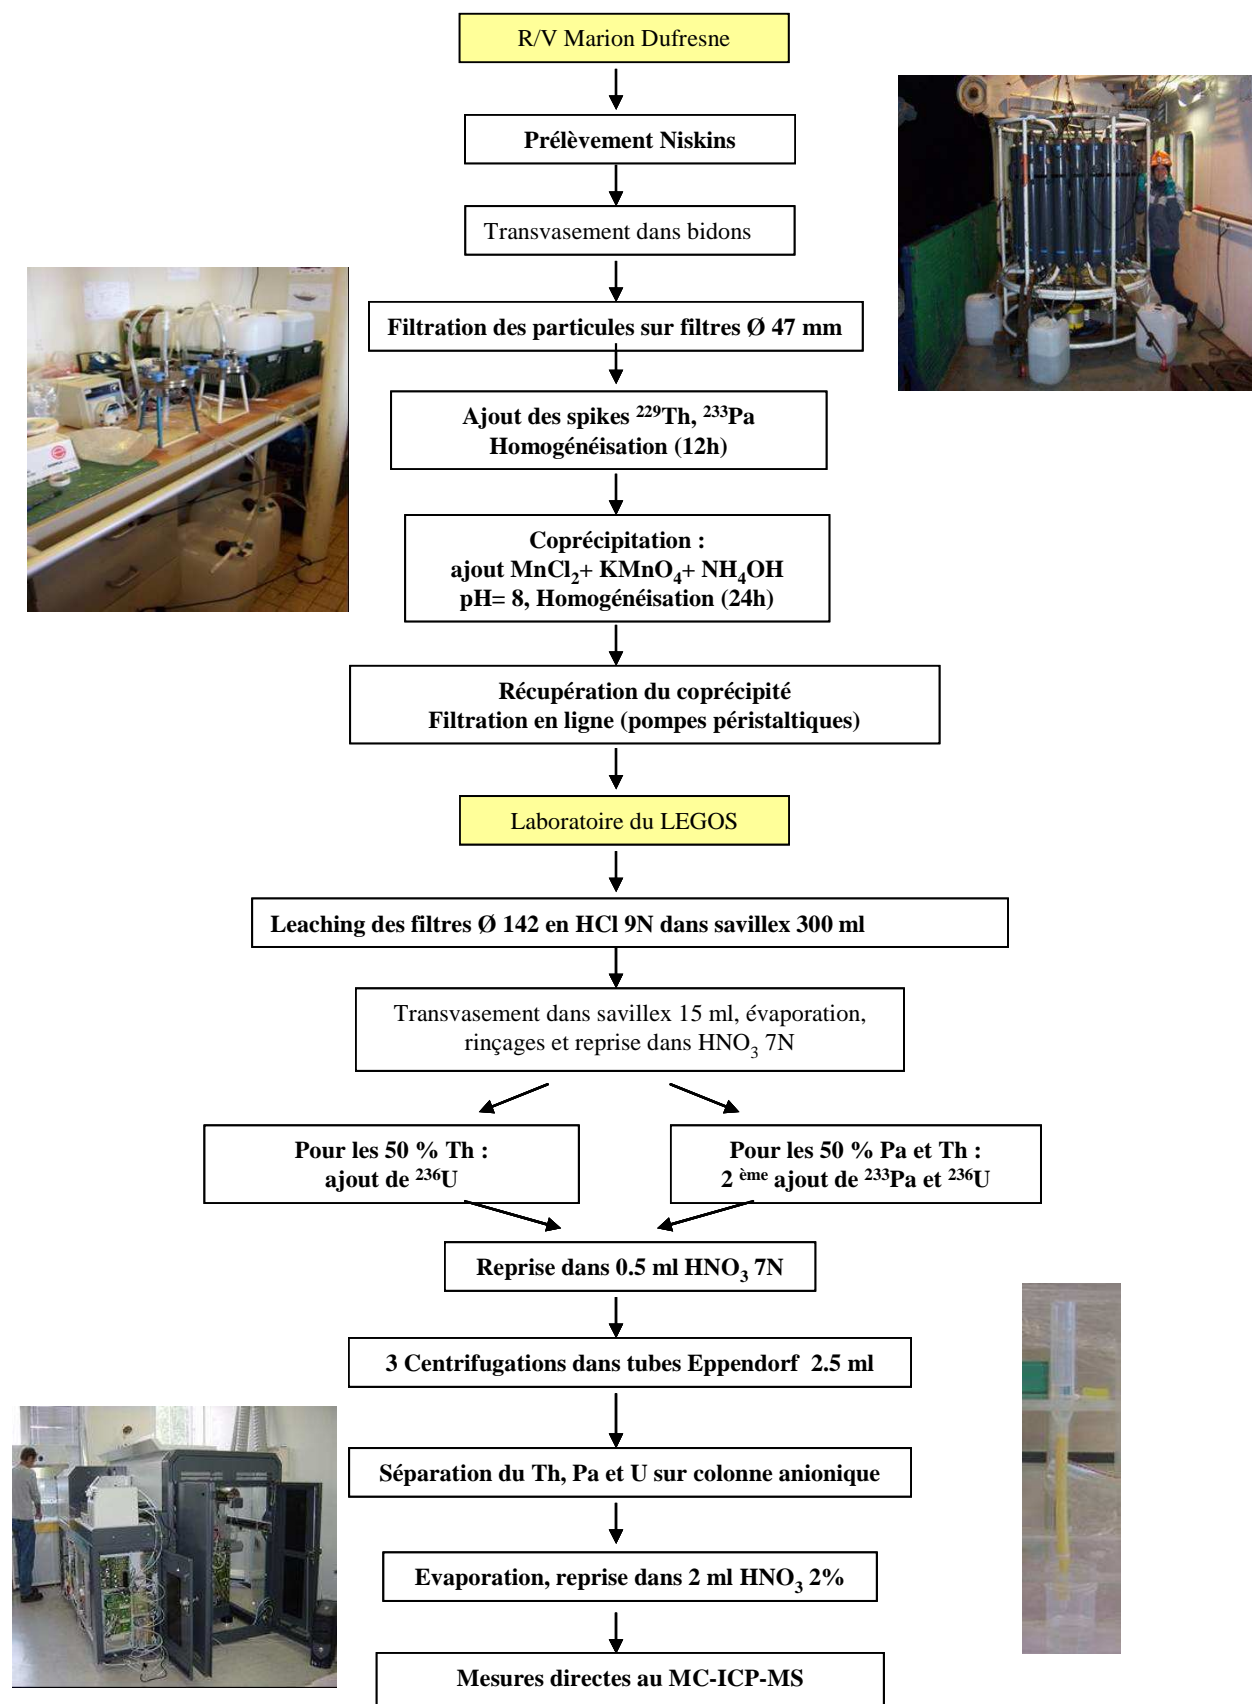 R/V Marion Dufresne
Prélèvement Niskins
Transvasement dans bidons
Filtration des particules sur filtres Ø 47 mm
Ajout des spikes ²²⁹Th, ²³³Pa
Homogénéisation (12h)
Coprécipitation :
ajout MnCl₂+ KMnO₄+ NH₄OH
pH= 8, Homogénéisation (24h)
Récupération du coprécipité
Filtration en ligne (pompes péristaltiques)
Laboratoire du LEGOS
Leaching des filtres Ø 142 en HCl 9N dans savillex 300 ml
Transvasement dans savillex 15 ml, évaporation,
rinçages et reprise dans HNO₃ 7N
Pour les 50 % Th :
ajout de ²³⁶U
Pour les 50 % Pa et Th :
2 ᵉᵐᵉ ajout de ²³³Pa et ²³⁶U
Reprise dans 0.5 ml HNO₃ 7N
3 Centrifugations dans tubes Eppendorf 2.5 ml
Séparation du Th, Pa et U sur colonne anionique
Evaporation, reprise dans 2 ml HNO₃ 2%
Mesures directes au MC-ICP-MS